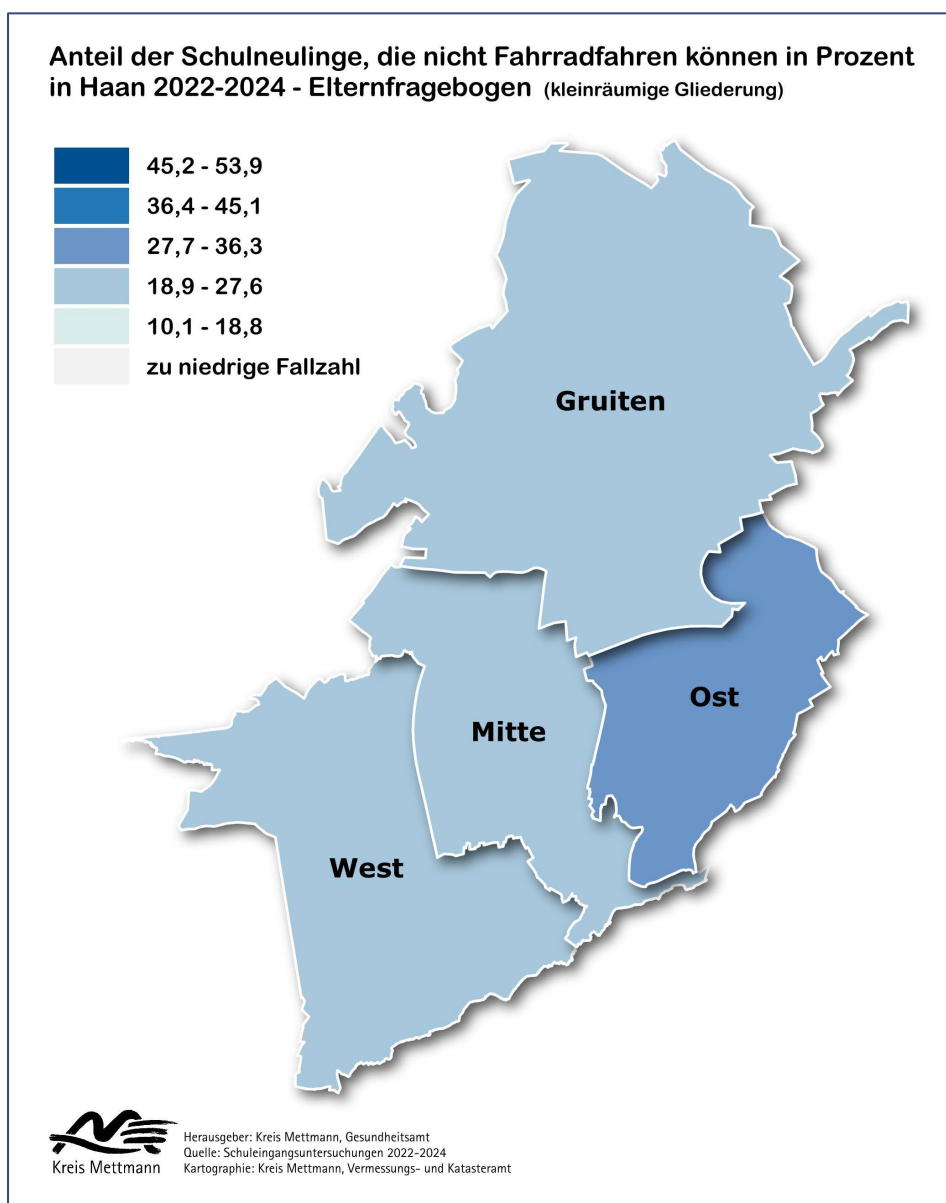 Anteil der Schulneulinge, die nicht Fahrradfahren können in Prozent
in Haan 2022-2024 - Elternfragebogen (kleinräumige Gliederung)
45,2 - 53,9
36,4 - 45,1
27,7 - 36,3
18,9 - 27,6
10,1 - 18,8
zu niedrige Fallzahl
Gruiten
Ost
Mitte
West
Kreis Mettmann
Herausgeber: Kreis Mettmann, Gesundheitsamt
Quelle: Schuleingangsuntersuchungen 2022-2024
Kartographie: Kreis Mettmann, Vermessungs- und Katasteramt